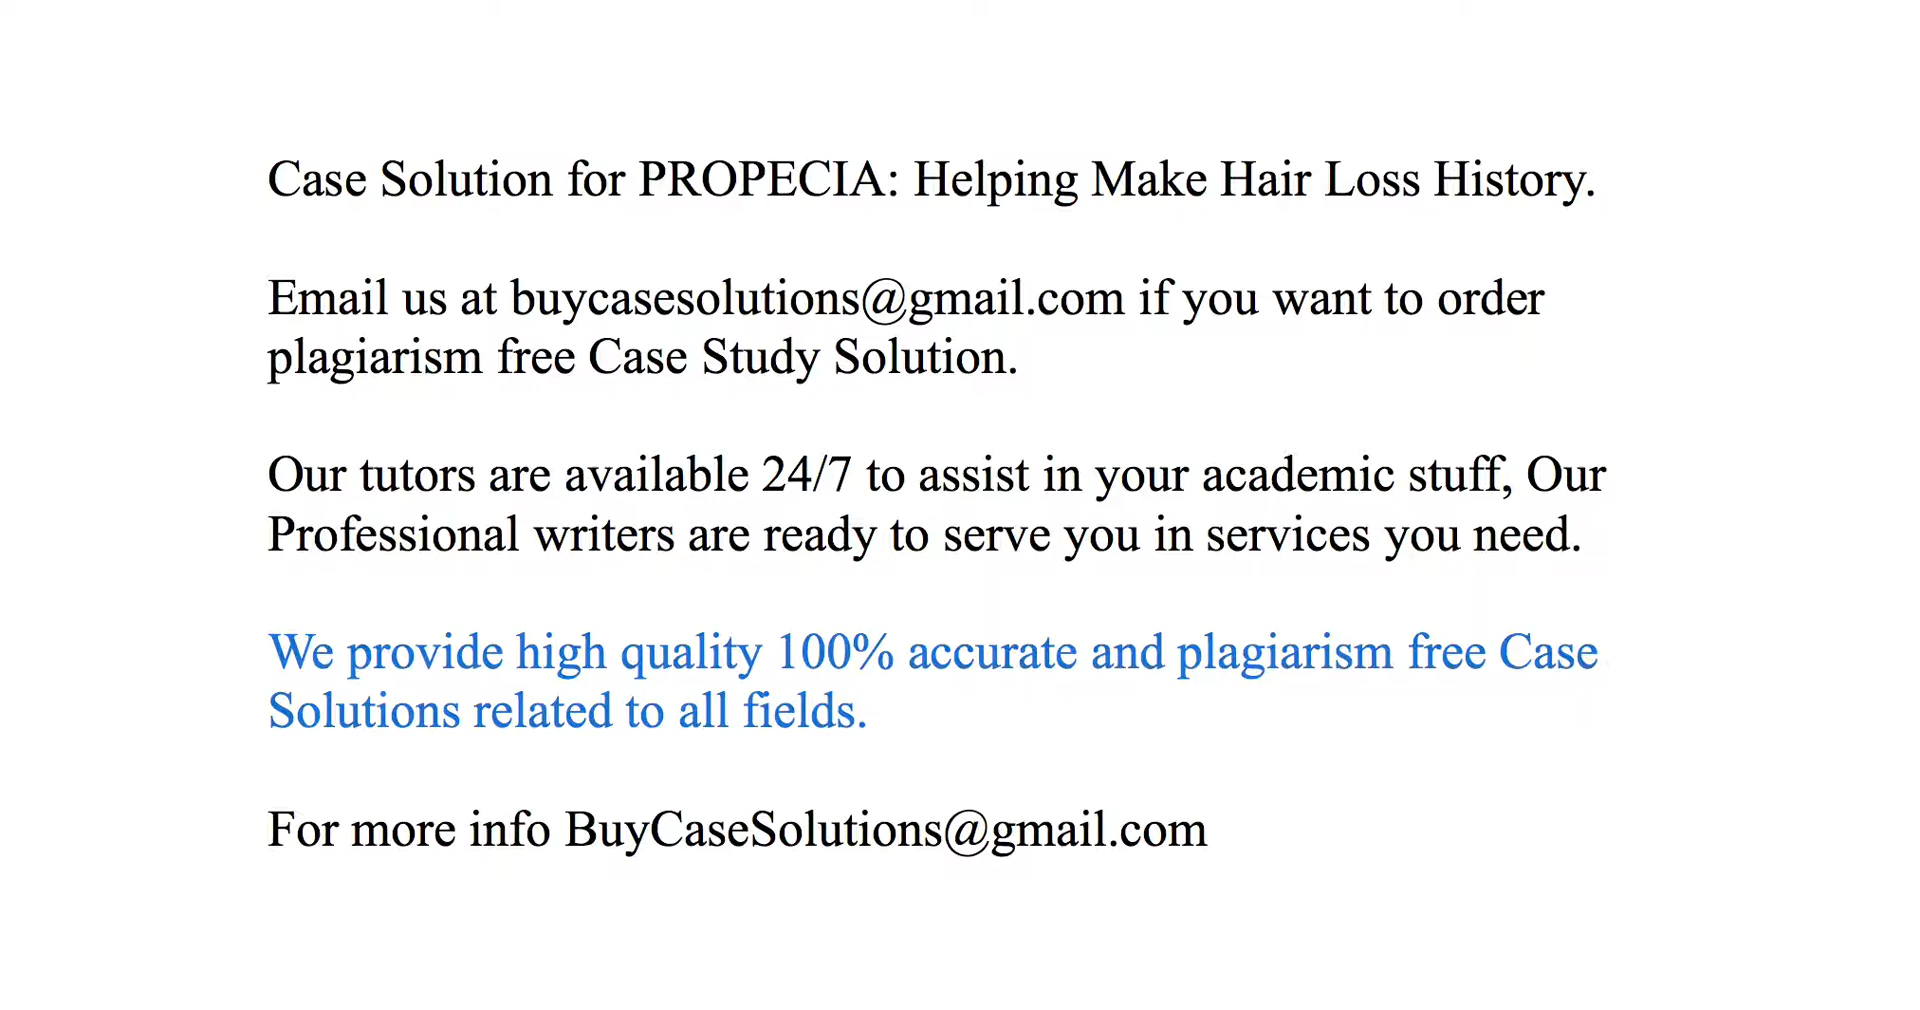 Case Solution for PROPECIA: Helping Make Hair Loss History.
Email us at buycasesolutions@gmail.com if you want to order
plagiarism free Case Study Solution.
Our tutors are available 24/7 to assist in your academic stuff, Our
Professional writers are ready to serve you in services you need.
We provide high quality 100% accurate and plagiarism free Case
Solutions related to all fields.
For more info BuyCaseSolutions@gmail.com